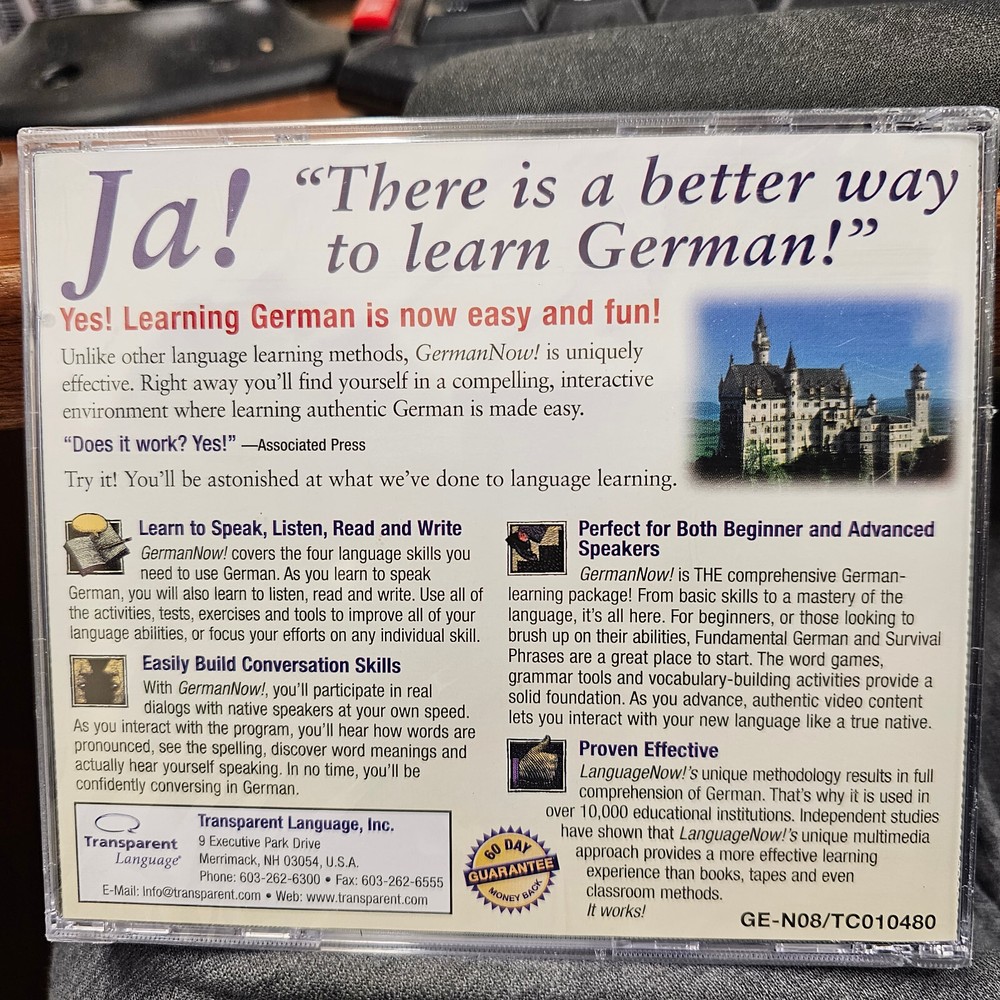 Ja!
“There is a better way
to learn German!”
Yes! Learning German is now easy and fun!
Unlike other language learning methods, GermanNow! is uniquely
effective. Right away you’ll find yourself in a compelling, interactive
environment where learning authentic German is made easy.
“Does it work? Yes!” —Associated Press
Try it! You’ll be astonished at what we’ve done to language learning.
Learn to Speak, Listen, Read and Write
GermanNow! covers the four language skills you
need to use German. As you learn to speak
German, you will also learn to listen, read and write. Use all of
the activities, tests, exercises and tools to improve all of your
language abilities, or focus your efforts on any individual skill.
Easily Build Conversation Skills
With GermanNow!, you’ll participate in real
dialogs with native speakers at your own speed.
As you interact with the program, you’ll hear how words are
pronounced, see the spelling, discover word meanings and
actually hear yourself speaking. In no time, you’ll be
confidently conversing in German.
Perfect for Both Beginner and Advanced
Speakers
GermanNow! is THE comprehensive German-
learning package! From basic skills to a mastery of the
language, it’s all here. For beginners, or those looking to
brush up on their abilities, Fundamental German and Survival
Phrases are a great place to start. The word games,
grammar tools and vocabulary-building activities provide a
solid foundation. As you advance, authentic video content
lets you interact with your new language like a true native.
Proven Effective
LanguageNow!’s unique methodology results in full
comprehension of German. That’s why it is used in
over 10,000 educational institutions. Independent studies
have shown that LanguageNow!’s unique multimedia
approach provides a more effective learning
experience than books, tapes and even
classroom methods.
It works!
Transparent
Language®
Transparent Language, Inc.
9 Executive Park Drive
Merrimack, NH 03054, U.S.A.
Phone: 603-262-6300 • Fax: 603-262-6555
E-Mail: Info@transparent.com • Web: www.transparent.com
60 DAY
GUARANTEE
MONEY BACK
GE-N08/TC010480